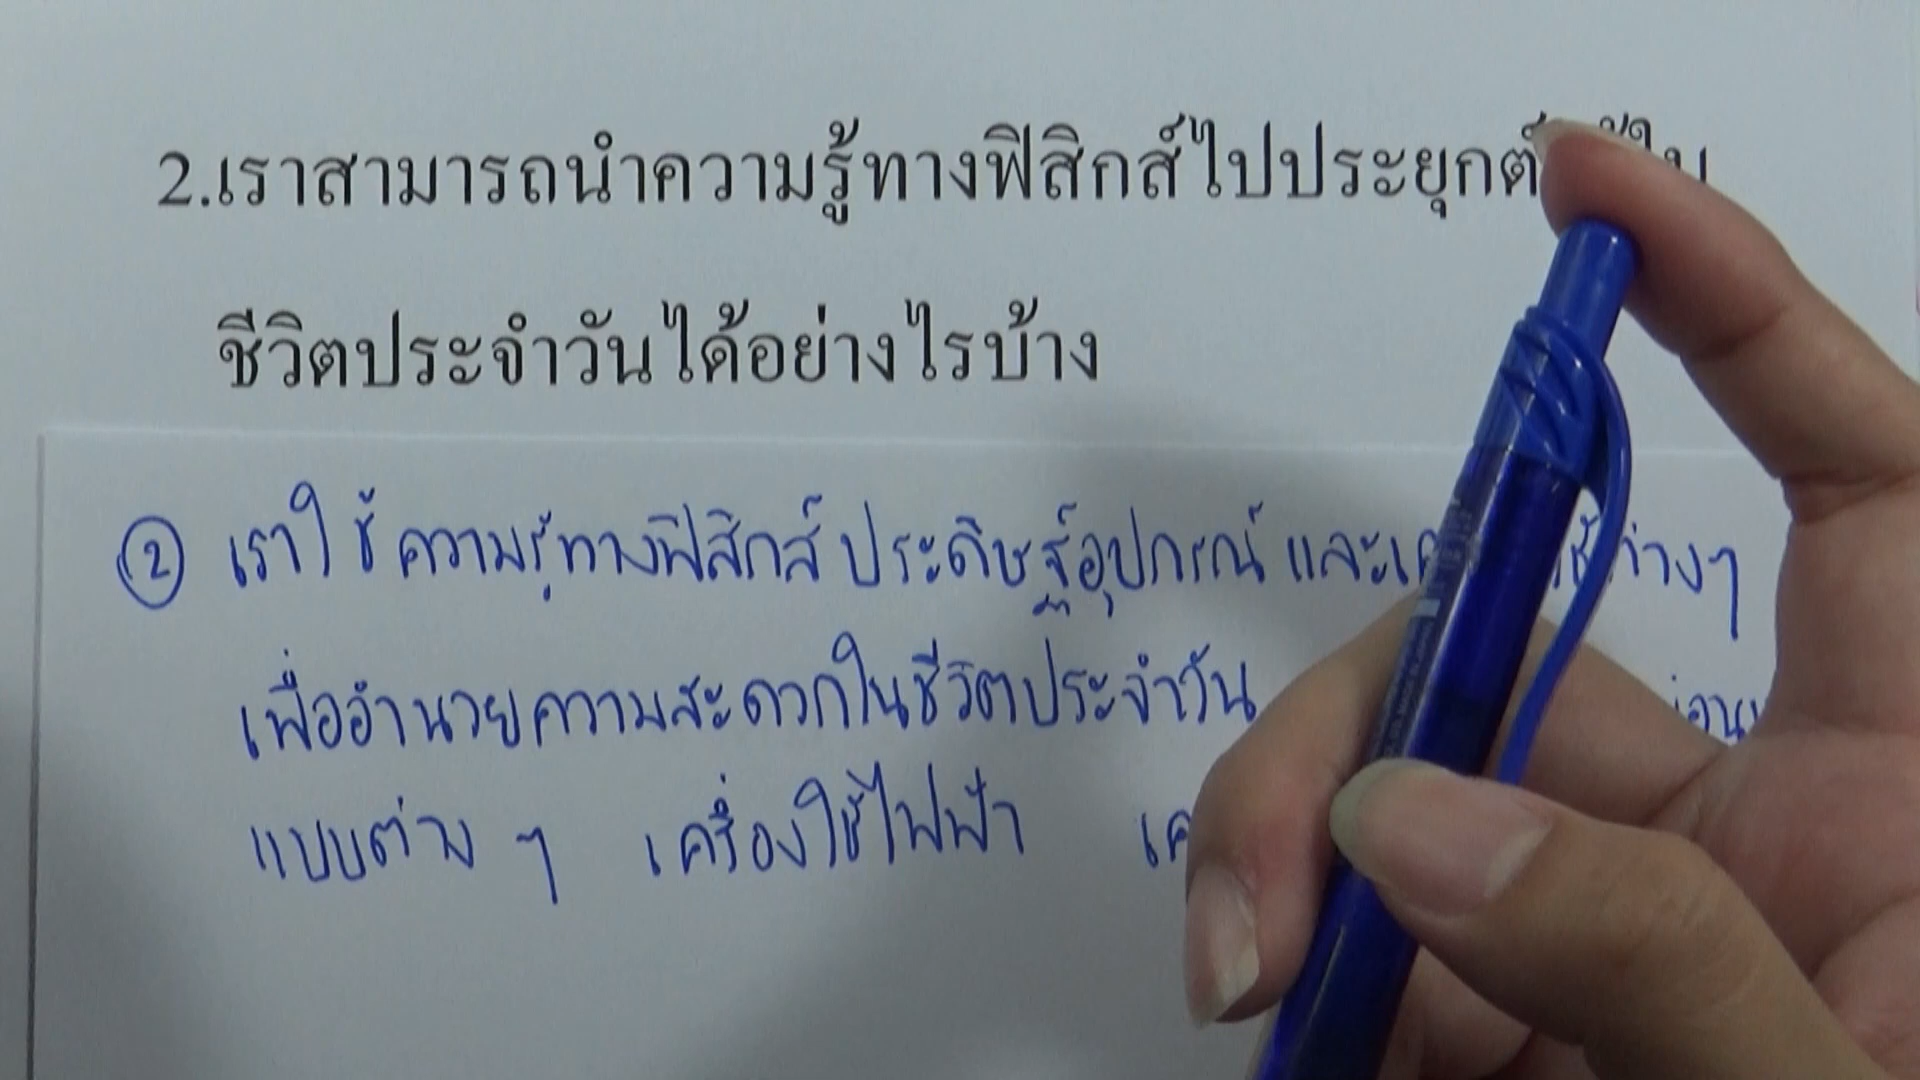 2.เราสามารถนำความรู้ทางฟิสิกส์ไปประยุกต์
ชีวิตประจำวันได้อย่างไรบ้าง
② เราใช้ความรู้ทางฟิสิกส์ ประดิษฐ์อุปกรณ์ และ ต่างๆ
เพื่ออำนวยความสะดวกในชีวิตประจำวัน
แบบต่าง ๆ เครื่องใช้ไฟฟ้า